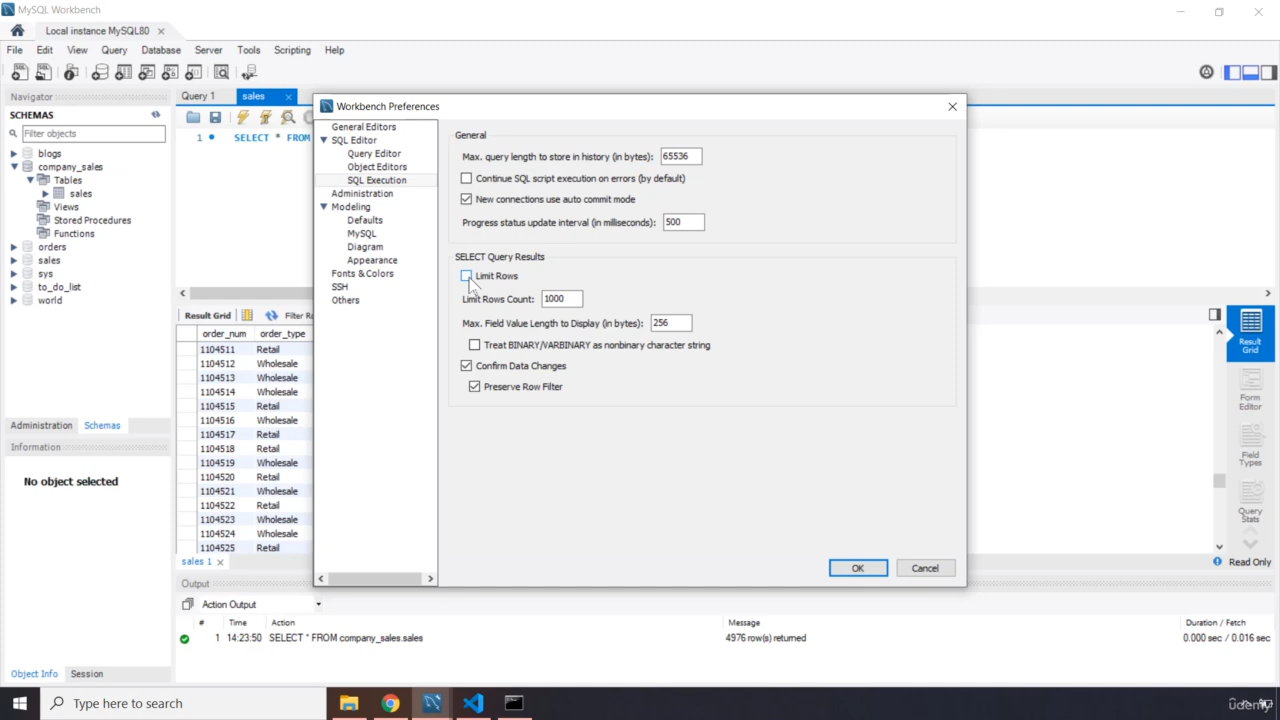 MySQL Workbench
Local instance MySQL80
File Edit View Query Database Server Tools Scripting Help
Navigator
SCHEMAS
Filter objects
blogs
company_sales
Tables
sales
Views
Stored Procedures
Functions
orders
sales
sys
to_do_list
world
Administration Schemas
Information
No object selected
Object Info Session
Query 1 sales
1 SELECT * FROM
Result Grid Filter Ro
order_num order_type
1104511 Retail
1104512 Wholesale
1104513 Wholesale
1104514 Wholesale
1104515 Retail
1104516 Wholesale
1104517 Retail
1104518 Retail
1104519 Wholesale
1104520 Retail
1104521 Wholesale
1104522 Retail
1104523 Wholesale
1104524 Wholesale
1104525 Retail
sales 1
Workbench Preferences
General Editors
SQL Editor
Query Editor
Object Editors
SQL Execution
Administration
Modeling
Defaults
MySQL
Diagram
Appearance
Fonts & Colors
SSH
Others
General
Max. query length to store in history (in bytes): 65536
Continue SQL script execution on errors (by default)
New connections use auto commit mode
Progress status update interval (in milliseconds): 500
SELECT Query Results
Limit Rows
Limit Rows Count: 1000
Max. Field Value Length to Display (in bytes): 256
Treat BINARY/VARBINARY as nonbinary character string
Confirm Data Changes
Preserve Row Filter
OK Cancel
Result
Grid
Form
Editor
Field
Types
Query
Stats
Read Only
Output
Action Output
# Time Action Message Duration / Fetch
1 14:23:50 SELECT * FROM company_sales.sales 4976 row(s) returned 0.000 sec / 0.016 sec
Type here to search
udemy